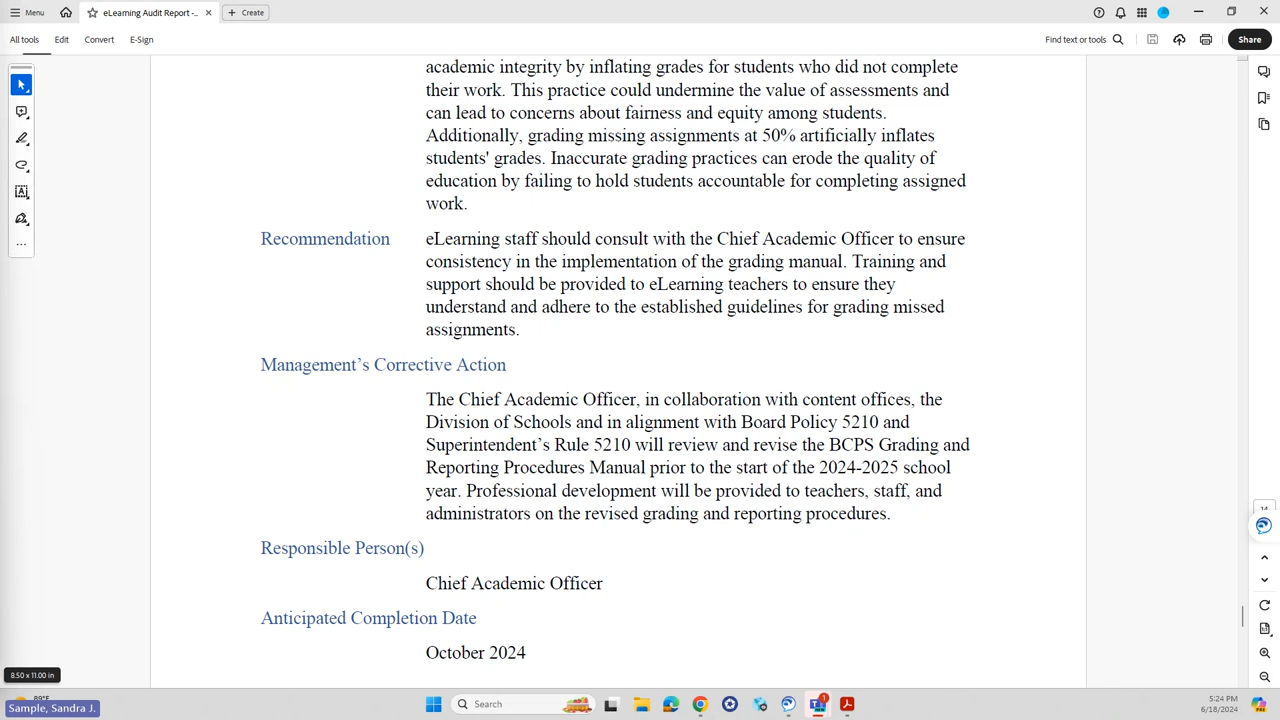 Menu
eLearning Audit Report -...
Create
All tools
Edit
Convert
E-Sign
Find text or tools
Share
academic integrity by inflating grades for students who did not complete
their work. This practice could undermine the value of assessments and
can lead to concerns about fairness and equity among students.
Additionally, grading missing assignments at 50% artificially inflates
students' grades. Inaccurate grading practices can erode the quality of
education by failing to hold students accountable for completing assigned
work.
Recommendation eLearning staff should consult with the Chief Academic Officer to ensure
consistency in the implementation of the grading manual. Training and
support should be provided to eLearning teachers to ensure they
understand and adhere to the established guidelines for grading missed
assignments.
Management’s Corrective Action
The Chief Academic Officer, in collaboration with content offices, the
Division of Schools and in alignment with Board Policy 5210 and
Superintendent’s Rule 5210 will review and revise the BCPS Grading and
Reporting Procedures Manual prior to the start of the 2024-2025 school
year. Professional development will be provided to teachers, staff, and
administrators on the revised grading and reporting procedures.
Responsible Person(s)
Chief Academic Officer
Anticipated Completion Date
October 2024
14
8.50 x 11.00 in
89°F
Sample, Sandra J.
Search
1
5:24 PM
6/18/2024